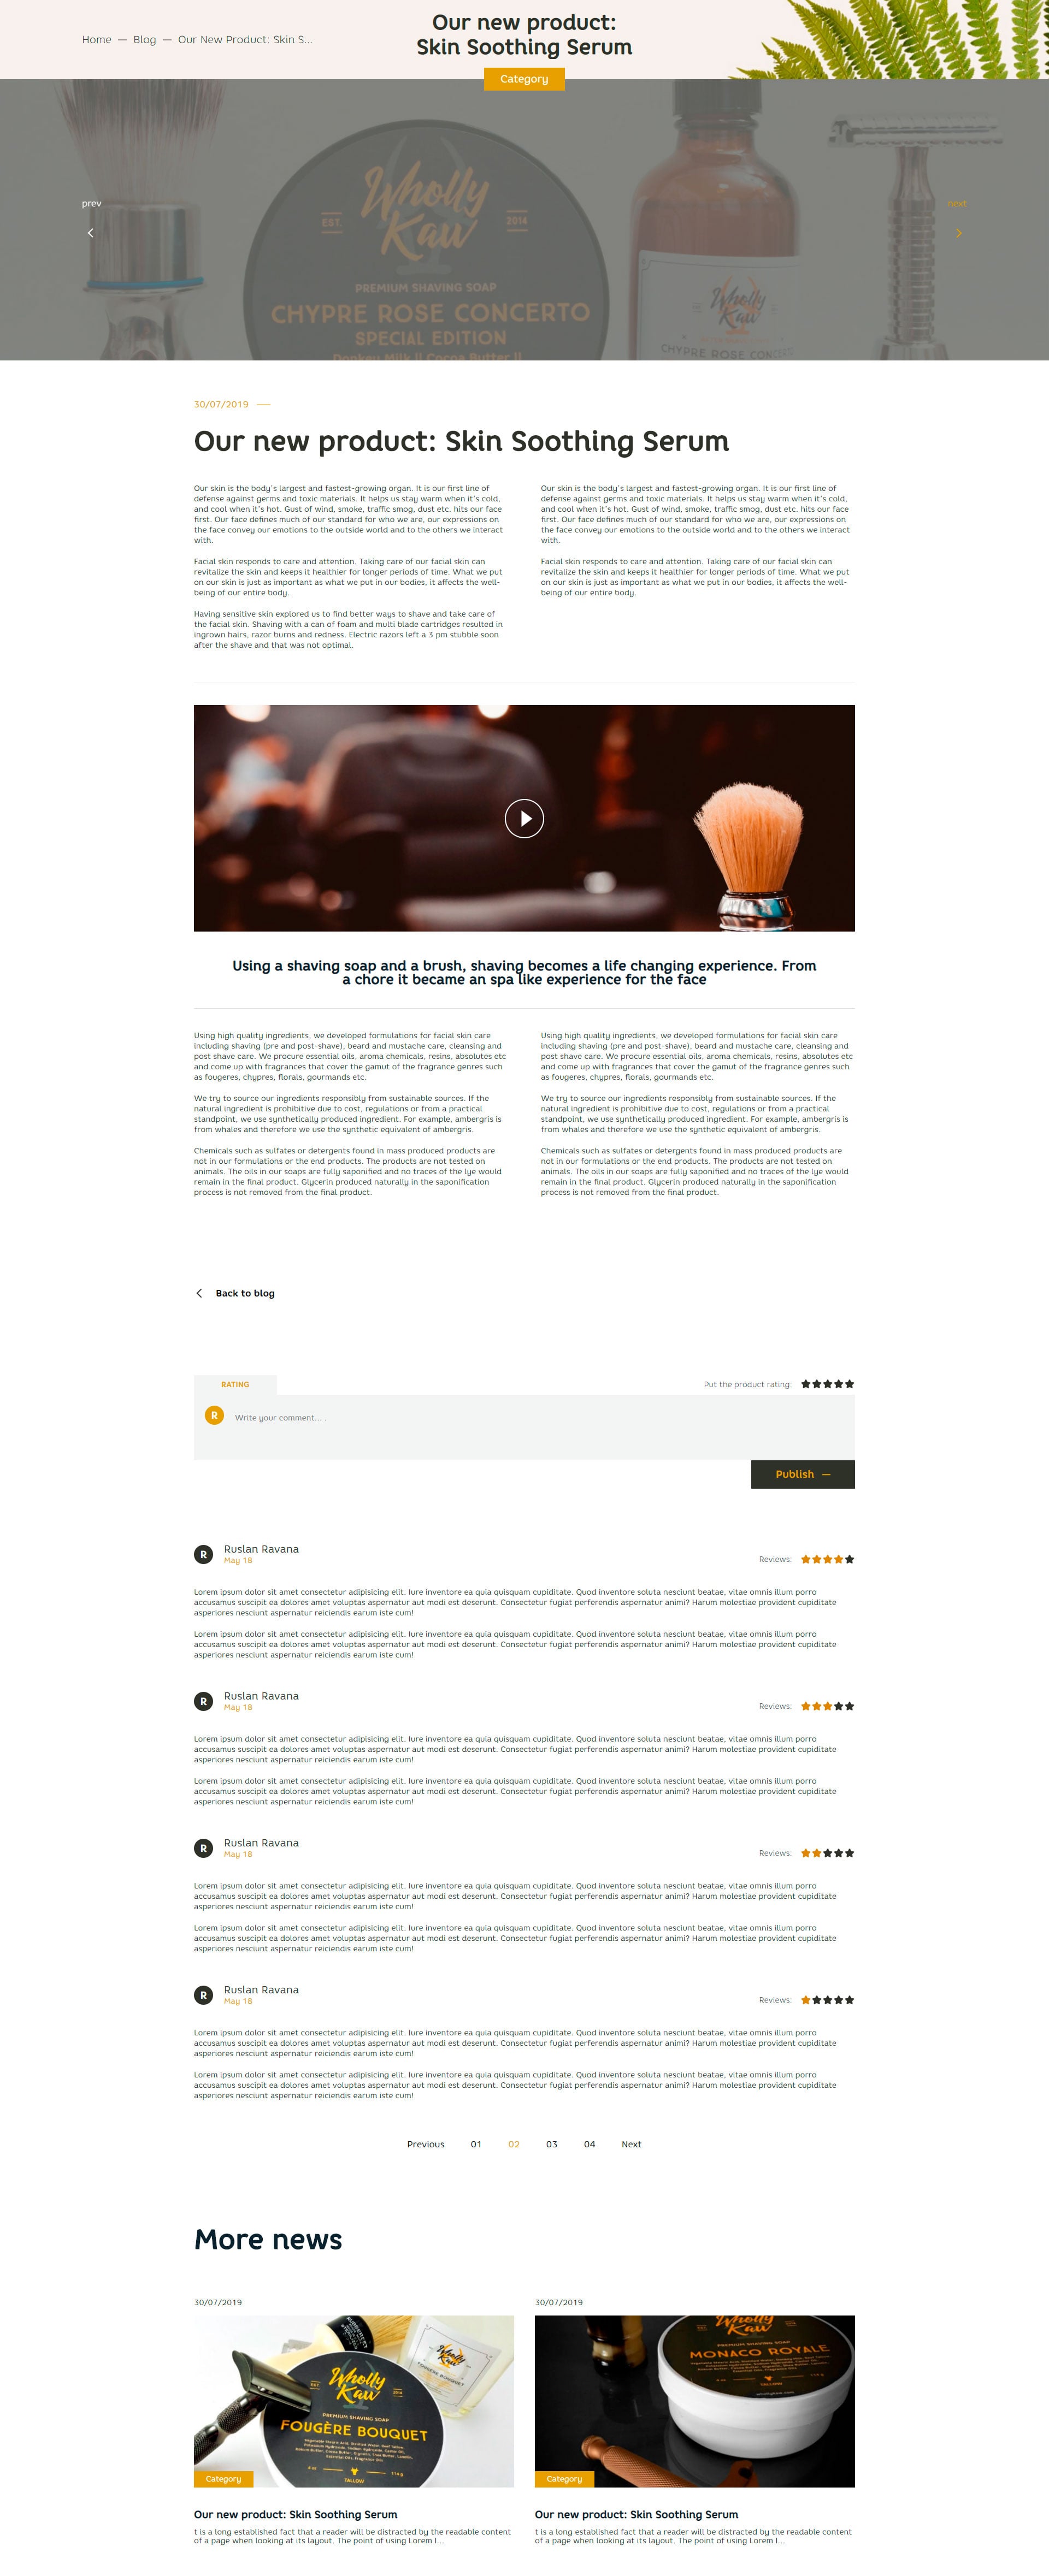 Home — Blog — Our New Product: Skin S...
Our new product:
Skin Soothing Serum
Category
prev
next
Wholly
Kaw
EST.
2014
PREMIUM SHAVING SOAP
CHYPRE ROSE CONCERTO
SPECIAL EDITION
Donkey Milk || Cocoa Butter ||
Wholly
Kaw
CHYPRE ROSE CONCERTO
30/07/2019 —
Our new product: Skin Soothing Serum
Our skin is the body's largest and fastest-growing organ. It is our first line of
defense against germs and toxic materials. It helps us stay warm when it's cold,
and cool when it's hot. Gust of wind, smoke, traffic smog, dust etc. hits our face
first. Our face defines much of our standard for who we are, our expressions on
the face convey our emotions to the outside world and to the others we interact
with.
Facial skin responds to care and attention. Taking care of our facial skin can
revitalize the skin and keeps it healthier for longer periods of time. What we put
on our skin is just as important as what we put in our bodies, it affects the well-
being of our entire body.
Having sensitive skin explored us to find better ways to shave and take care of
the facial skin. Shaving with a can of foam and multi blade cartridges resulted in
ingrown hairs, razor burns and redness. Electric razors left a 3 pm stubble soon
after the shave and that was not optimal.
Our skin is the body's largest and fastest-growing organ. It is our first line of
defense against germs and toxic materials. It helps us stay warm when it's cold,
and cool when it's hot. Gust of wind, smoke, traffic smog, dust etc. hits our face
first. Our face defines much of our standard for who we are, our expressions on
the face convey our emotions to the outside world and to the others we interact
with.
Facial skin responds to care and attention. Taking care of our facial skin can
revitalize the skin and keeps it healthier for longer periods of time. What we put
on our skin is just as important as what we put in our bodies, it affects the well-
being of our entire body.
Using a shaving soap and a brush, shaving becomes a life changing experience. From
a chore it became an spa like experience for the face
Using high quality ingredients, we developed formulations for facial skin care
including shaving (pre and post-shave), beard and mustache care, cleansing and
post shave care. We procure essential oils, aroma chemicals, resins, absolutes etc
and come up with fragrances that cover the gamut of the fragrance genres such
as fougeres, chypres, florals, gourmands etc.
We try to source our ingredients responsibly from sustainable sources. If the
natural ingredient is prohibitive due to cost, regulations or from a practical
standpoint, we use synthetically produced ingredient. For example, ambergris is
from whales and therefore we use the synthetic equivalent of ambergris.
Chemicals such as sulfates or detergents found in mass produced products are
not in our formulations or the end products. The products are not tested on
animals. The oils in our soaps are fully saponified and no traces of the lye would
remain in the final product. Glycerin produced naturally in the saponification
process is not removed from the final product.
Using high quality ingredients, we developed formulations for facial skin care
including shaving (pre and post-shave), beard and mustache care, cleansing and
post shave care. We procure essential oils, aroma chemicals, resins, absolutes etc
and come up with fragrances that cover the gamut of the fragrance genres such
as fougeres, chypres, florals, gourmands etc.
We try to source our ingredients responsibly from sustainable sources. If the
natural ingredient is prohibitive due to cost, regulations or from a practical
standpoint, we use synthetically produced ingredient. For example, ambergris is
from whales and therefore we use the synthetic equivalent of ambergris.
Chemicals such as sulfates or detergents found in mass produced products are
not in our formulations or the end products. The products are not tested on
animals. The oils in our soaps are fully saponified and no traces of the lye would
remain in the final product. Glycerin produced naturally in the saponification
process is not removed from the final product.
Back to blog
RATING
Put the product rating:
R
Write your comment... .
Publish —
R
Ruslan Ravana
May 18
Reviews:
Lorem ipsum dolor sit amet consectetur adipisicing elit. Iure inventore ea quia quisquam cupiditate. Quod inventore soluta nesciunt beatae, vitae omnis illum porro
accusamus suscipit ea dolores amet voluptas aspernatur aut modi est deserunt. Consectetur fugiat perferendis aspernatur animi? Harum molestiae provident cupiditate
asperiores nesciunt aspernatur reiciendis earum iste cum!
Lorem ipsum dolor sit amet consectetur adipisicing elit. Iure inventore ea quia quisquam cupiditate. Quod inventore soluta nesciunt beatae, vitae omnis illum porro
accusamus suscipit ea dolores amet voluptas aspernatur aut modi est deserunt. Consectetur fugiat perferendis aspernatur animi? Harum molestiae provident cupiditate
asperiores nesciunt aspernatur reiciendis earum iste cum!
R
Ruslan Ravana
May 18
Reviews:
Lorem ipsum dolor sit amet consectetur adipisicing elit. Iure inventore ea quia quisquam cupiditate. Quod inventore soluta nesciunt beatae, vitae omnis illum porro
accusamus suscipit ea dolores amet voluptas aspernatur aut modi est deserunt. Consectetur fugiat perferendis aspernatur animi? Harum molestiae provident cupiditate
asperiores nesciunt aspernatur reiciendis earum iste cum!
Lorem ipsum dolor sit amet consectetur adipisicing elit. Iure inventore ea quia quisquam cupiditate. Quod inventore soluta nesciunt beatae, vitae omnis illum porro
accusamus suscipit ea dolores amet voluptas aspernatur aut modi est deserunt. Consectetur fugiat perferendis aspernatur animi? Harum molestiae provident cupiditate
asperiores nesciunt aspernatur reiciendis earum iste cum!
R
Ruslan Ravana
May 18
Reviews:
Lorem ipsum dolor sit amet consectetur adipisicing elit. Iure inventore ea quia quisquam cupiditate. Quod inventore soluta nesciunt beatae, vitae omnis illum porro
accusamus suscipit ea dolores amet voluptas aspernatur aut modi est deserunt. Consectetur fugiat perferendis aspernatur animi? Harum molestiae provident cupiditate
asperiores nesciunt aspernatur reiciendis earum iste cum!
Lorem ipsum dolor sit amet consectetur adipisicing elit. Iure inventore ea quia quisquam cupiditate. Quod inventore soluta nesciunt beatae, vitae omnis illum porro
accusamus suscipit ea dolores amet voluptas aspernatur aut modi est deserunt. Consectetur fugiat perferendis aspernatur animi? Harum molestiae provident cupiditate
asperiores nesciunt aspernatur reiciendis earum iste cum!
R
Ruslan Ravana
May 18
Reviews:
Lorem ipsum dolor sit amet consectetur adipisicing elit. Iure inventore ea quia quisquam cupiditate. Quod inventore soluta nesciunt beatae, vitae omnis illum porro
accusamus suscipit ea dolores amet voluptas aspernatur aut modi est deserunt. Consectetur fugiat perferendis aspernatur animi? Harum molestiae provident cupiditate
asperiores nesciunt aspernatur reiciendis earum iste cum!
Lorem ipsum dolor sit amet consectetur adipisicing elit. Iure inventore ea quia quisquam cupiditate. Quod inventore soluta nesciunt beatae, vitae omnis illum porro
accusamus suscipit ea dolores amet voluptas aspernatur aut modi est deserunt. Consectetur fugiat perferendis aspernatur animi? Harum molestiae provident cupiditate
asperiores nesciunt aspernatur reiciendis earum iste cum!
Previous 01 02 03 04 Next
More news
30/07/2019
Wholly
Kaw
EST.
2014
PREMIUM SHAVING SOAP
FOUGÈRE BOUQUET
TALLOW
Category
Our new product: Skin Soothing Serum
t is a long established fact that a reader will be distracted by the readable content
of a page when looking at its layout. The point of using Lorem I...
30/07/2019
Wholly
Kaw
PREMIUM SHAVING SOAP
MONACO ROYALE
TALLOW
Category
Our new product: Skin Soothing Serum
t is a long established fact that a reader will be distracted by the readable content
of a page when looking at its layout. The point of using Lorem I...